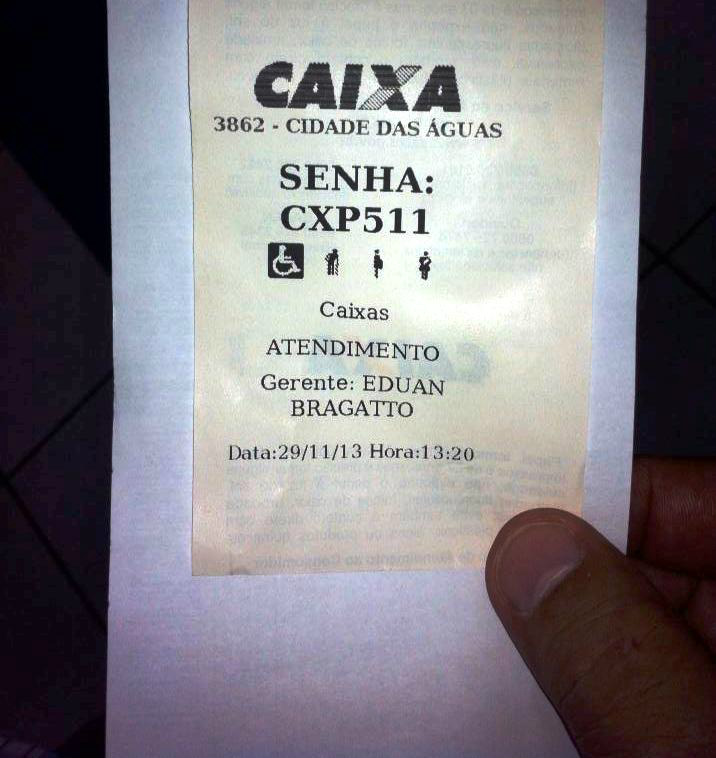 CAIXA
3862 - CIDADE DAS ÁGUAS
SENHA:
CXP511
Caixas
ATENDIMENTO
Gerente: EDUAN
BRAGATTO
Data:29/11/13 Hora:13:20